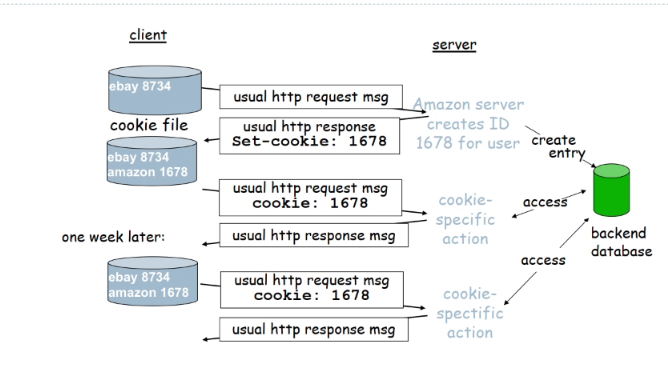 client
server
ebay 8734
usual http request msg
Amazon server
creates ID
1678 for user
cookie file
usual http response
Set-cookie: 1678
create
entry
ebay 8734
amazon 1678
usual http request msg
cookie: 1678
cookie-
specific
action
access
usual http response msg
backend
database
one week later:
access
ebay 8734
amazon 1678
usual http request msg
cookie: 1678
cookie-
spectific
action
usual http response msg